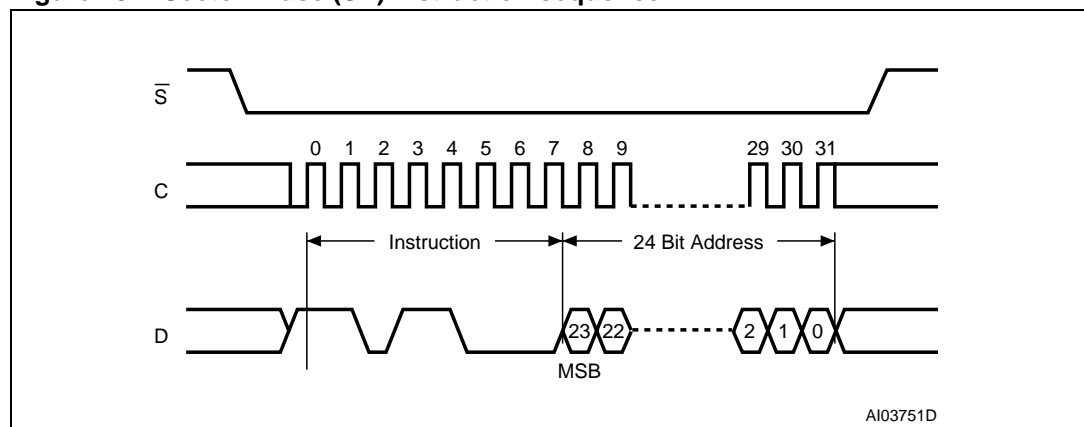 S
0 1 2 3 4 5 6 7 8 9 29 30 31
C
Instruction 24 Bit Address
D
23 22 2 1 0
MSB
AI03751D